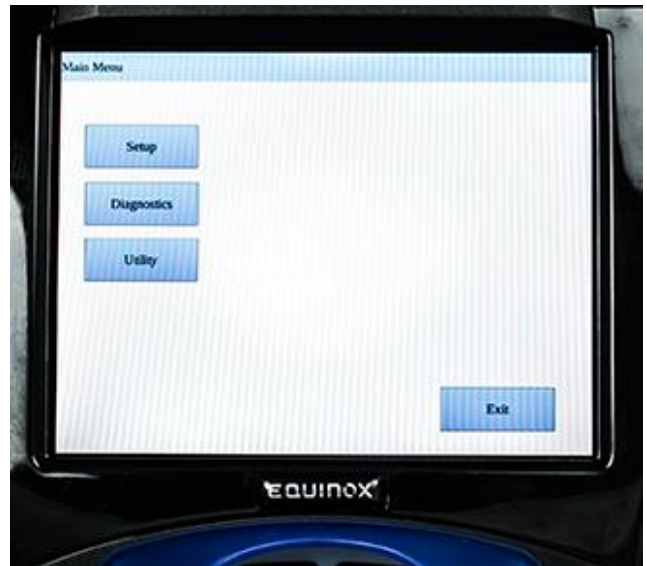 Main Menu
Setup
Diagnostics
Utility
Exit
EQUINOX